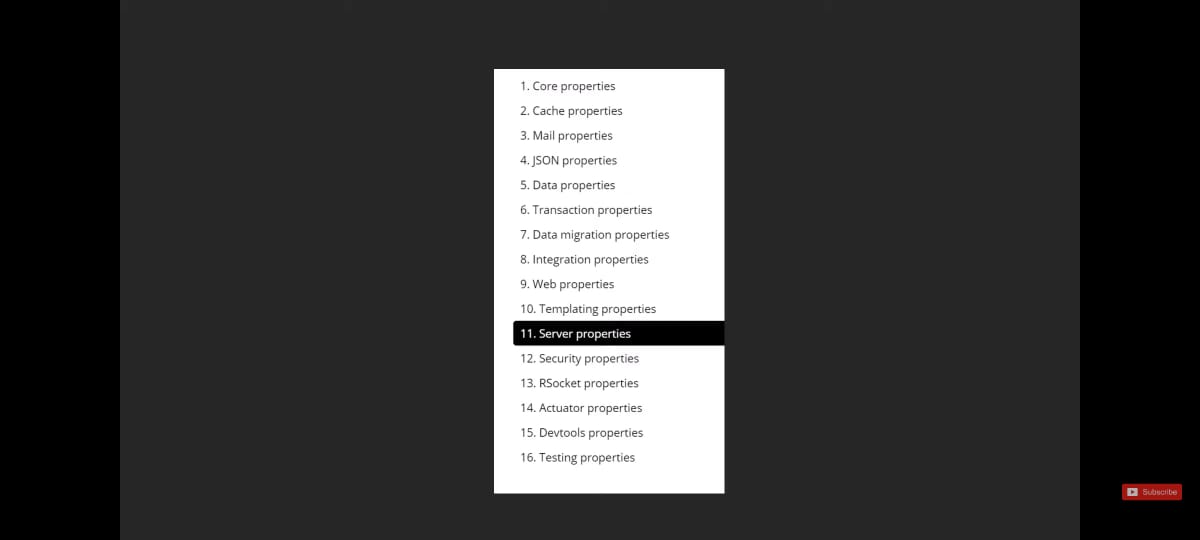 1. Core properties
2. Cache properties
3. Mail properties
4. JSON properties
5. Data properties
6. Transaction properties
7. Data migration properties
8. Integration properties
9. Web properties
10. Templating properties
11. Server properties
12. Security properties
13. RSocket properties
14. Actuator properties
15. Devtools properties
16. Testing properties
Subscribe